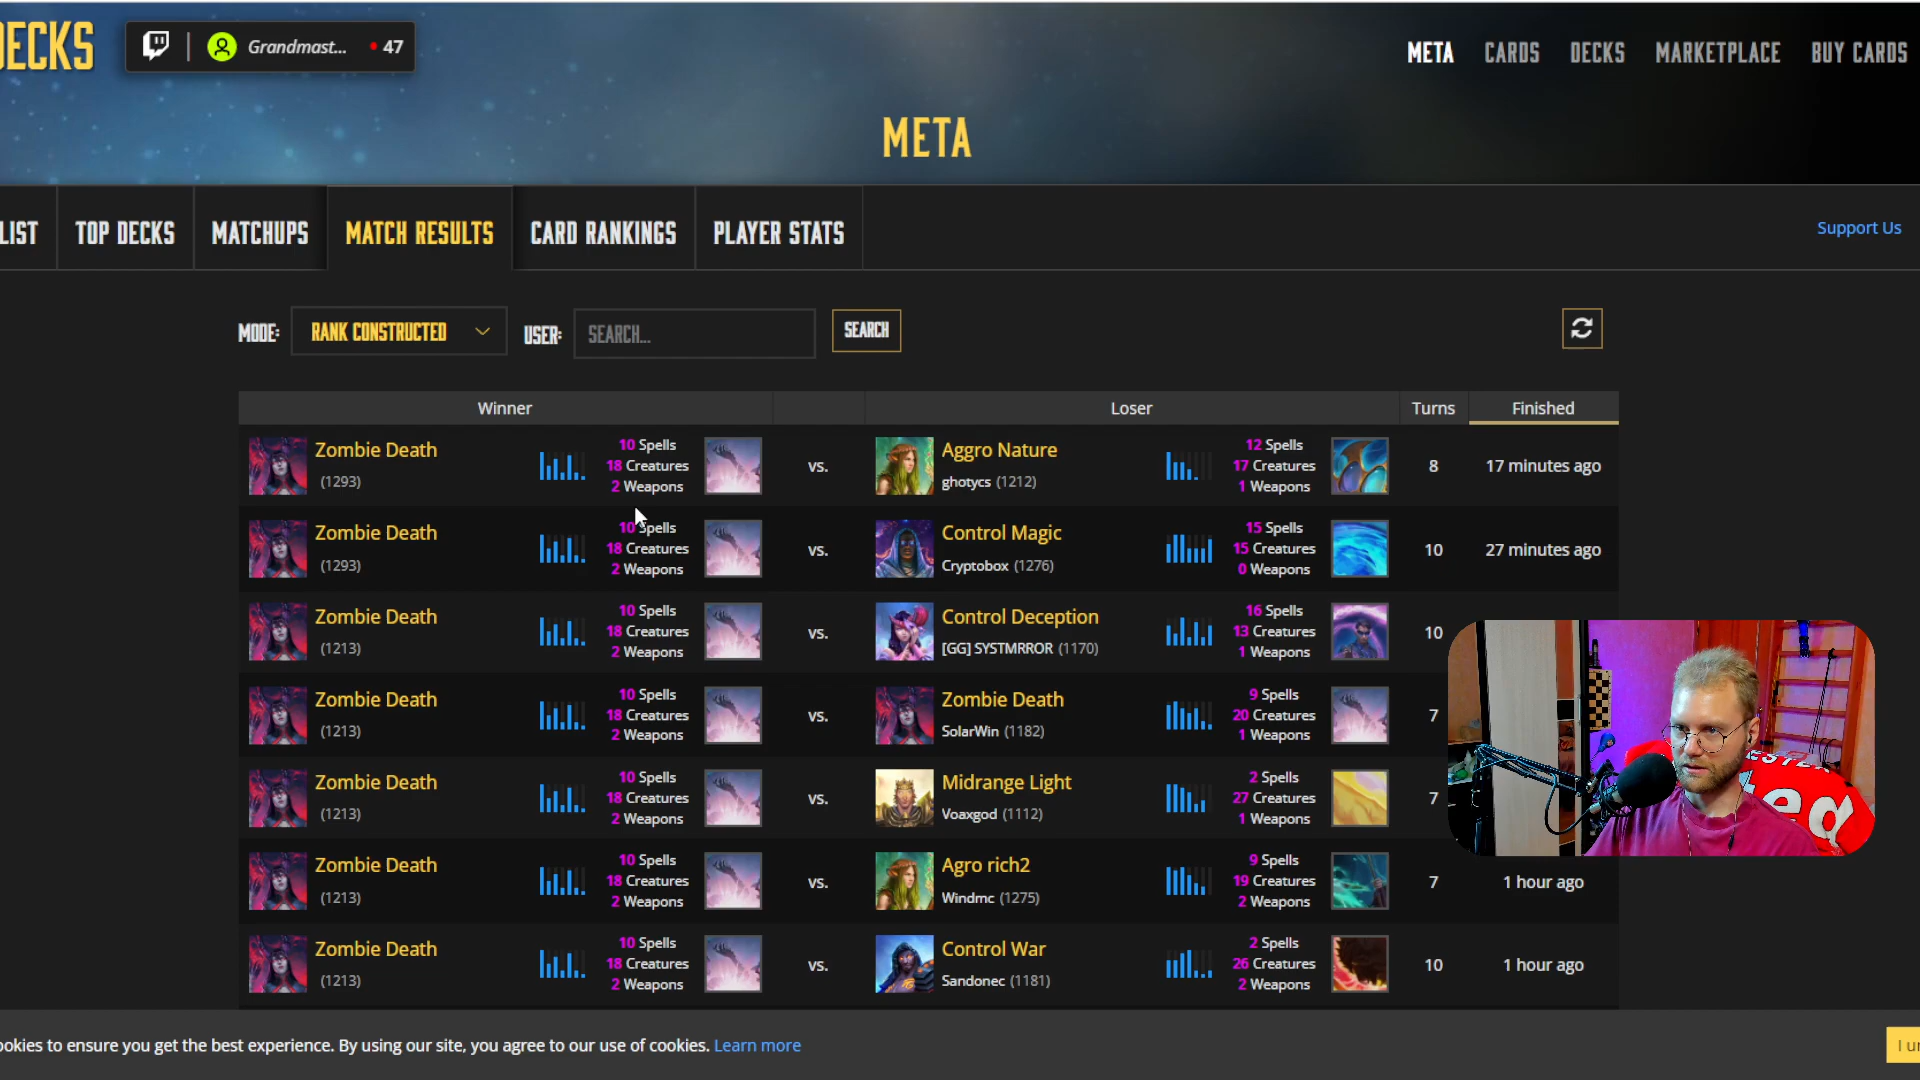 DECKS
Grandmast... 47
META CARDS DECKS MARKETPLACE BUY CARDS
META
LIST TOP DECKS MATCHUPS MATCH RESULTS CARD RANKINGS PLAYER STATS
Support Us
MODE: RANK CONSTRUCTED USER: SEARCH... SEARCH
Winner Loser Turns Finished
Zombie Death
(1293)
10 Spells
18 Creatures
2 Weapons
vs.
Aggro Nature
ghotycs (1212)
12 Spells
17 Creatures
1 Weapons
8
17 minutes ago
Zombie Death
(1293)
10 Spells
18 Creatures
2 Weapons
vs.
Control Magic
Cryptobox (1276)
15 Spells
15 Creatures
0 Weapons
10
27 minutes ago
Zombie Death
(1213)
10 Spells
18 Creatures
2 Weapons
vs.
Control Deception
[GG] SYSTMRROR (1170)
16 Spells
13 Creatures
1 Weapons
10
Zombie Death
(1213)
10 Spells
18 Creatures
2 Weapons
vs.
Zombie Death
SolarWin (1182)
9 Spells
20 Creatures
1 Weapons
7
Zombie Death
(1213)
10 Spells
18 Creatures
2 Weapons
vs.
Midrange Light
Voaxgod (1112)
2 Spells
27 Creatures
1 Weapons
7
Zombie Death
(1213)
10 Spells
18 Creatures
2 Weapons
vs.
Agro rich2
Windmc (1275)
9 Spells
19 Creatures
2 Weapons
7
1 hour ago
Zombie Death
(1213)
10 Spells
18 Creatures
2 Weapons
vs.
Control War
Sandonec (1181)
2 Spells
26 Creatures
2 Weapons
10
1 hour ago
ookies to ensure you get the best experience. By using our site, you agree to our use of cookies. Learn more